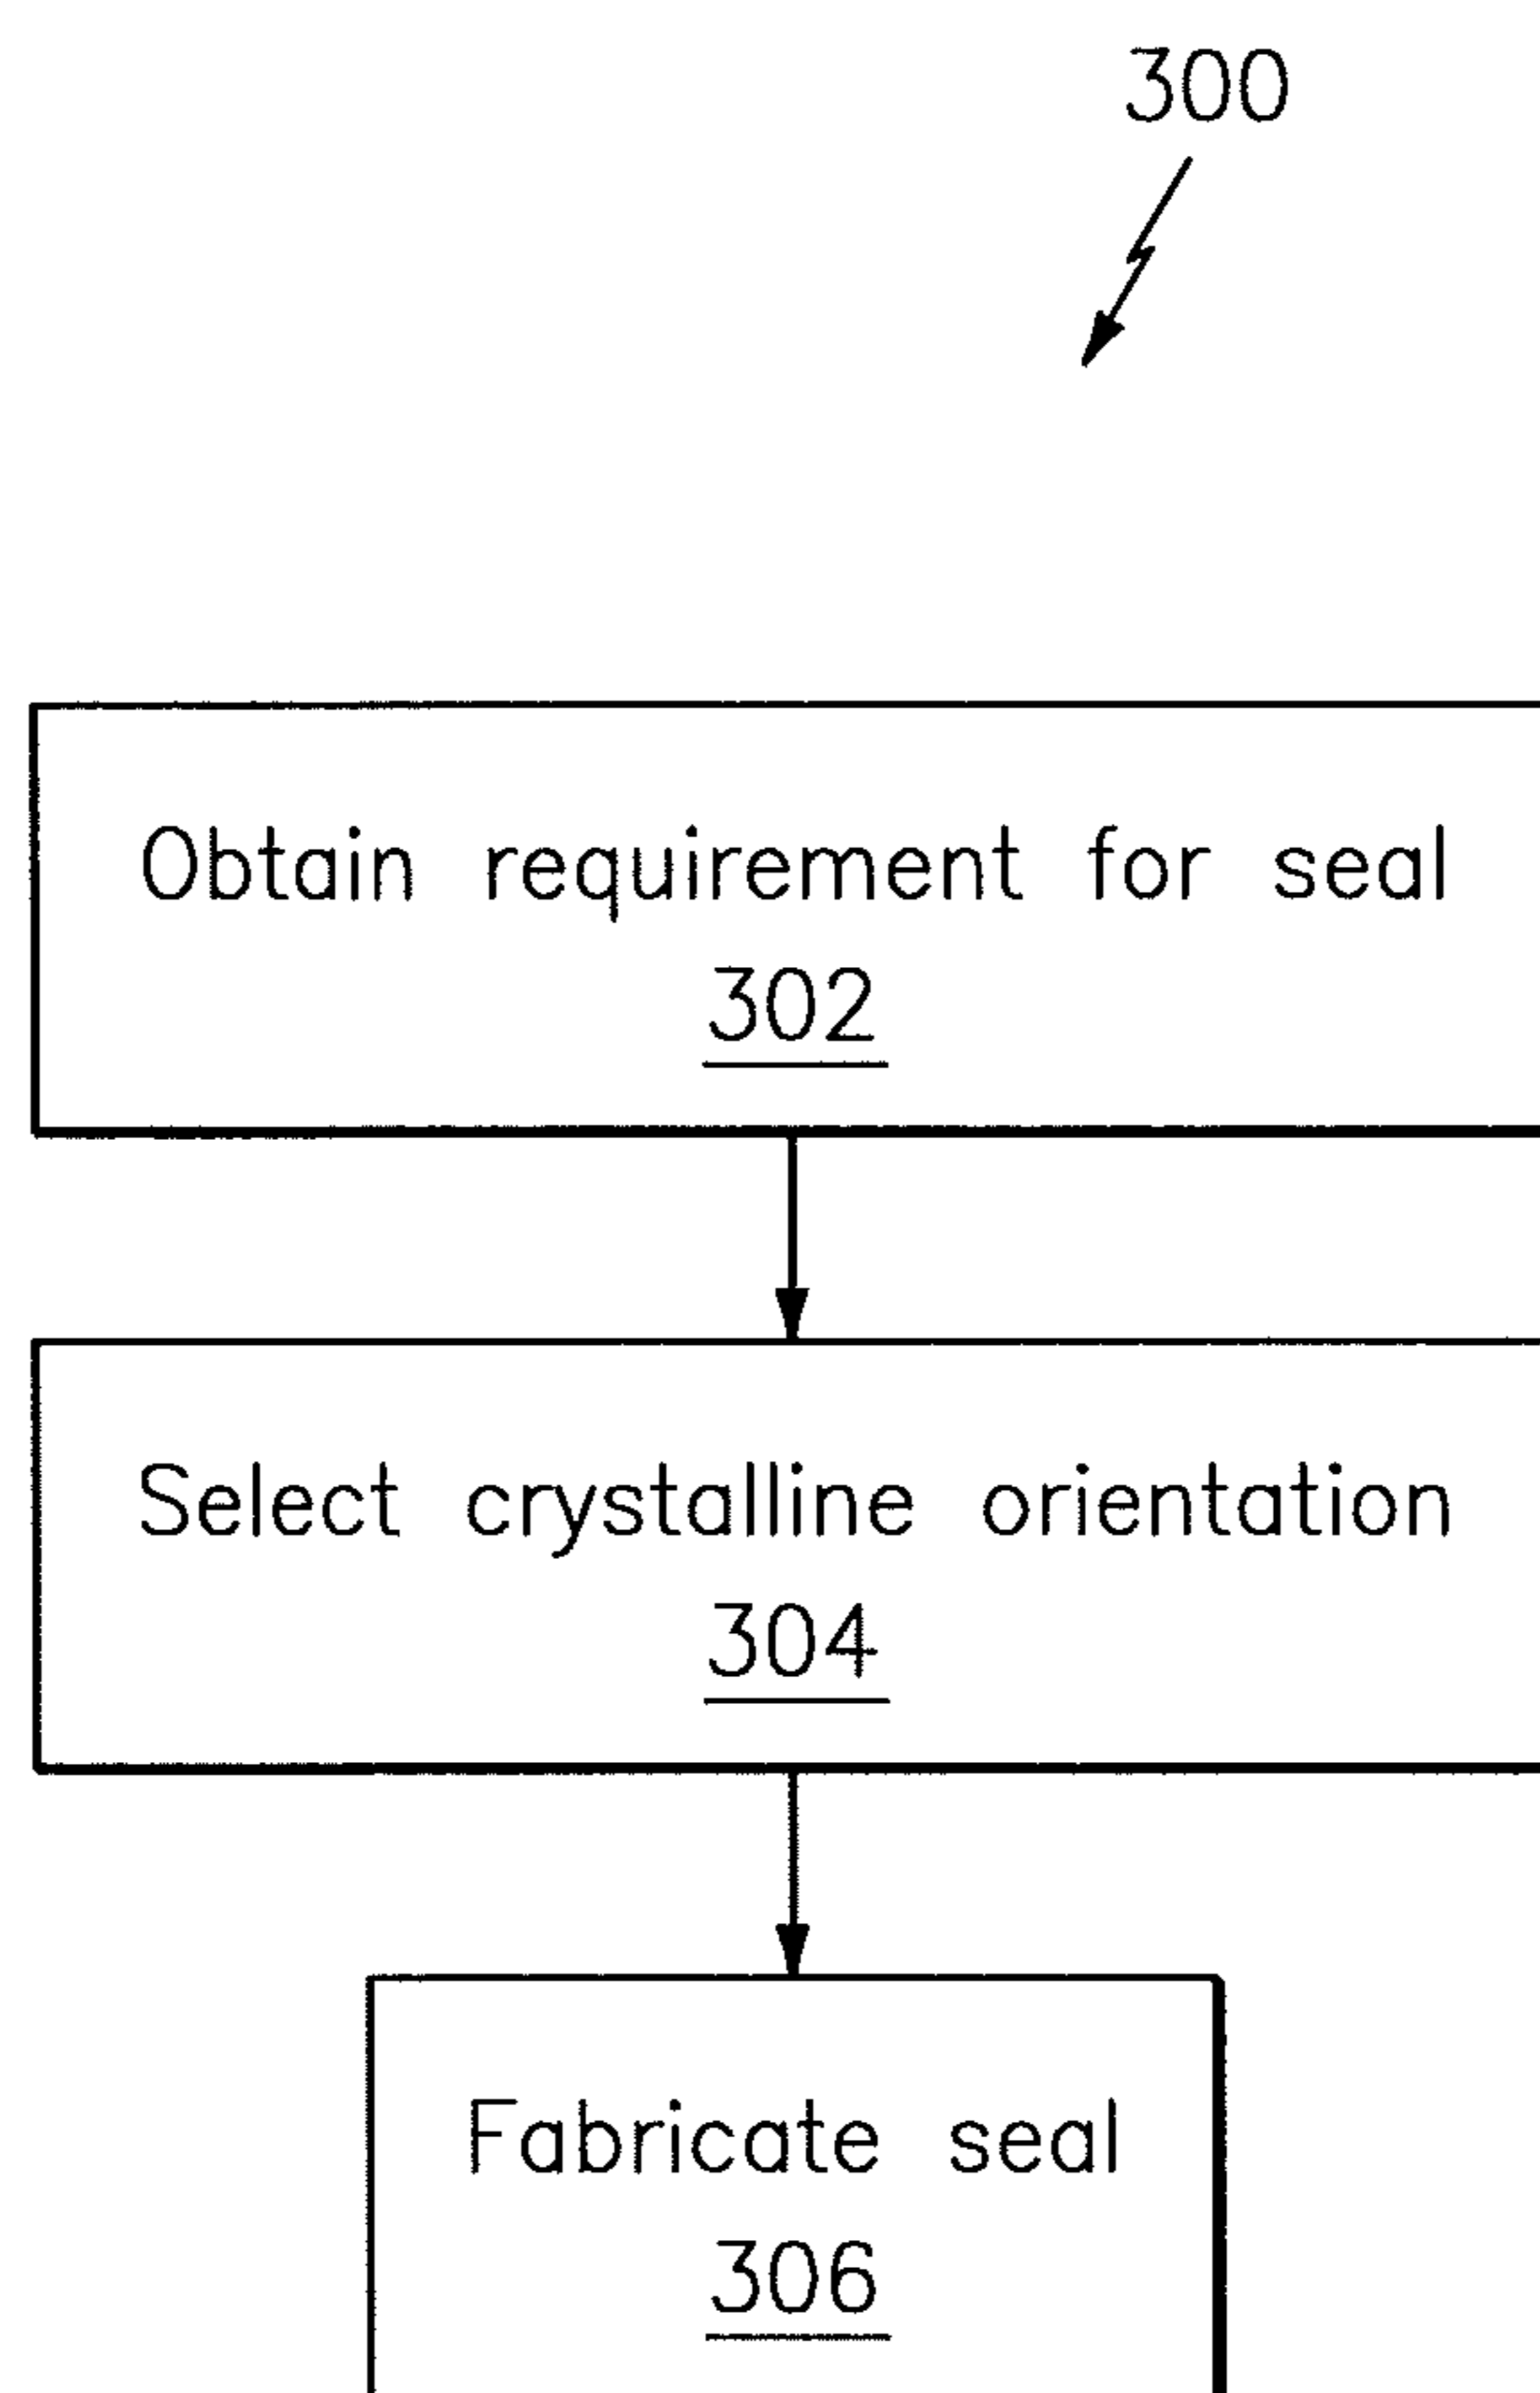 300
Obtain requirement for seal
302
Select crystalline orientation
304
Fabricate seal
306